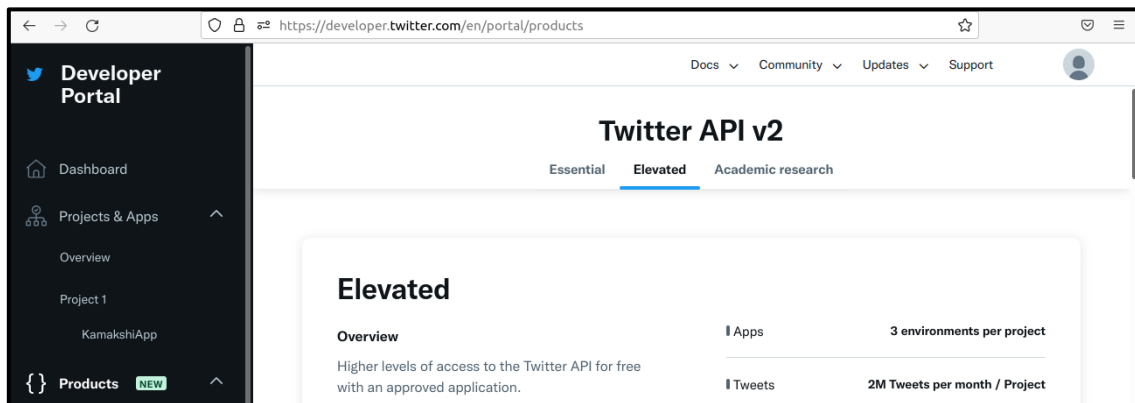 https://developer.twitter.com/en/portal/products
Developer
Portal
Dashboard
Projects & Apps
Overview
Project 1
KamakshiApp
{ } Products NEW
Docs Community Updates Support
Twitter API v2
Essential Elevated Academic research
Elevated
Overview
Higher levels of access to the Twitter API for free
with an approved application.
Apps 3 environments per project
Tweets 2M Tweets per month / Project